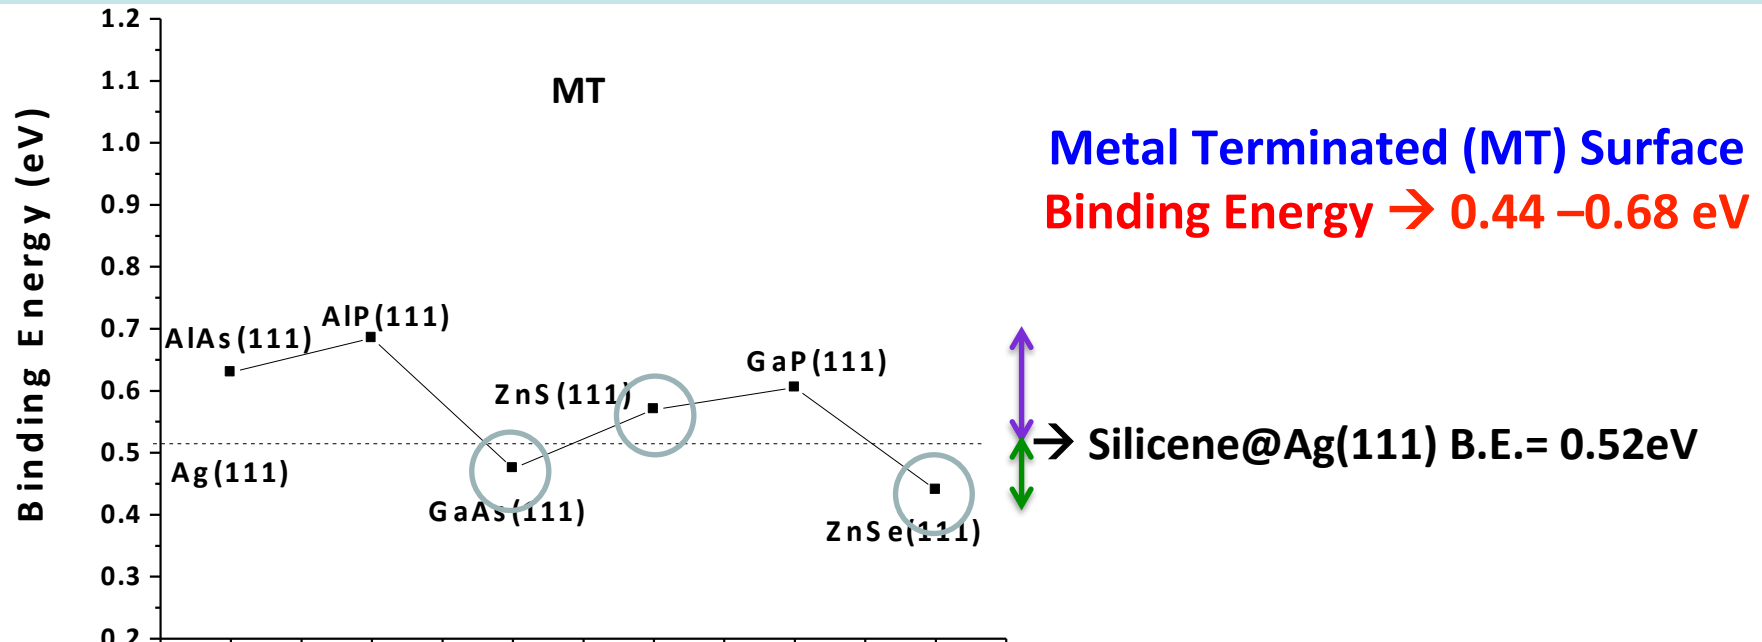 1.2
1.1
1.0
0.9
0.8
0.7
0.6
0.5
0.4
0.3
0.2
Binding Energy (eV)
MT
AlAs(111)
AlP(111)
GaAs(111)
ZnS(111)
GaP(111)
ZnSe(111)
Ag(111)
Metal Terminated (MT) Surface
Binding Energy → 0.44 –0.68 eV
→ Silicene@Ag(111) B.E.= 0.52eV